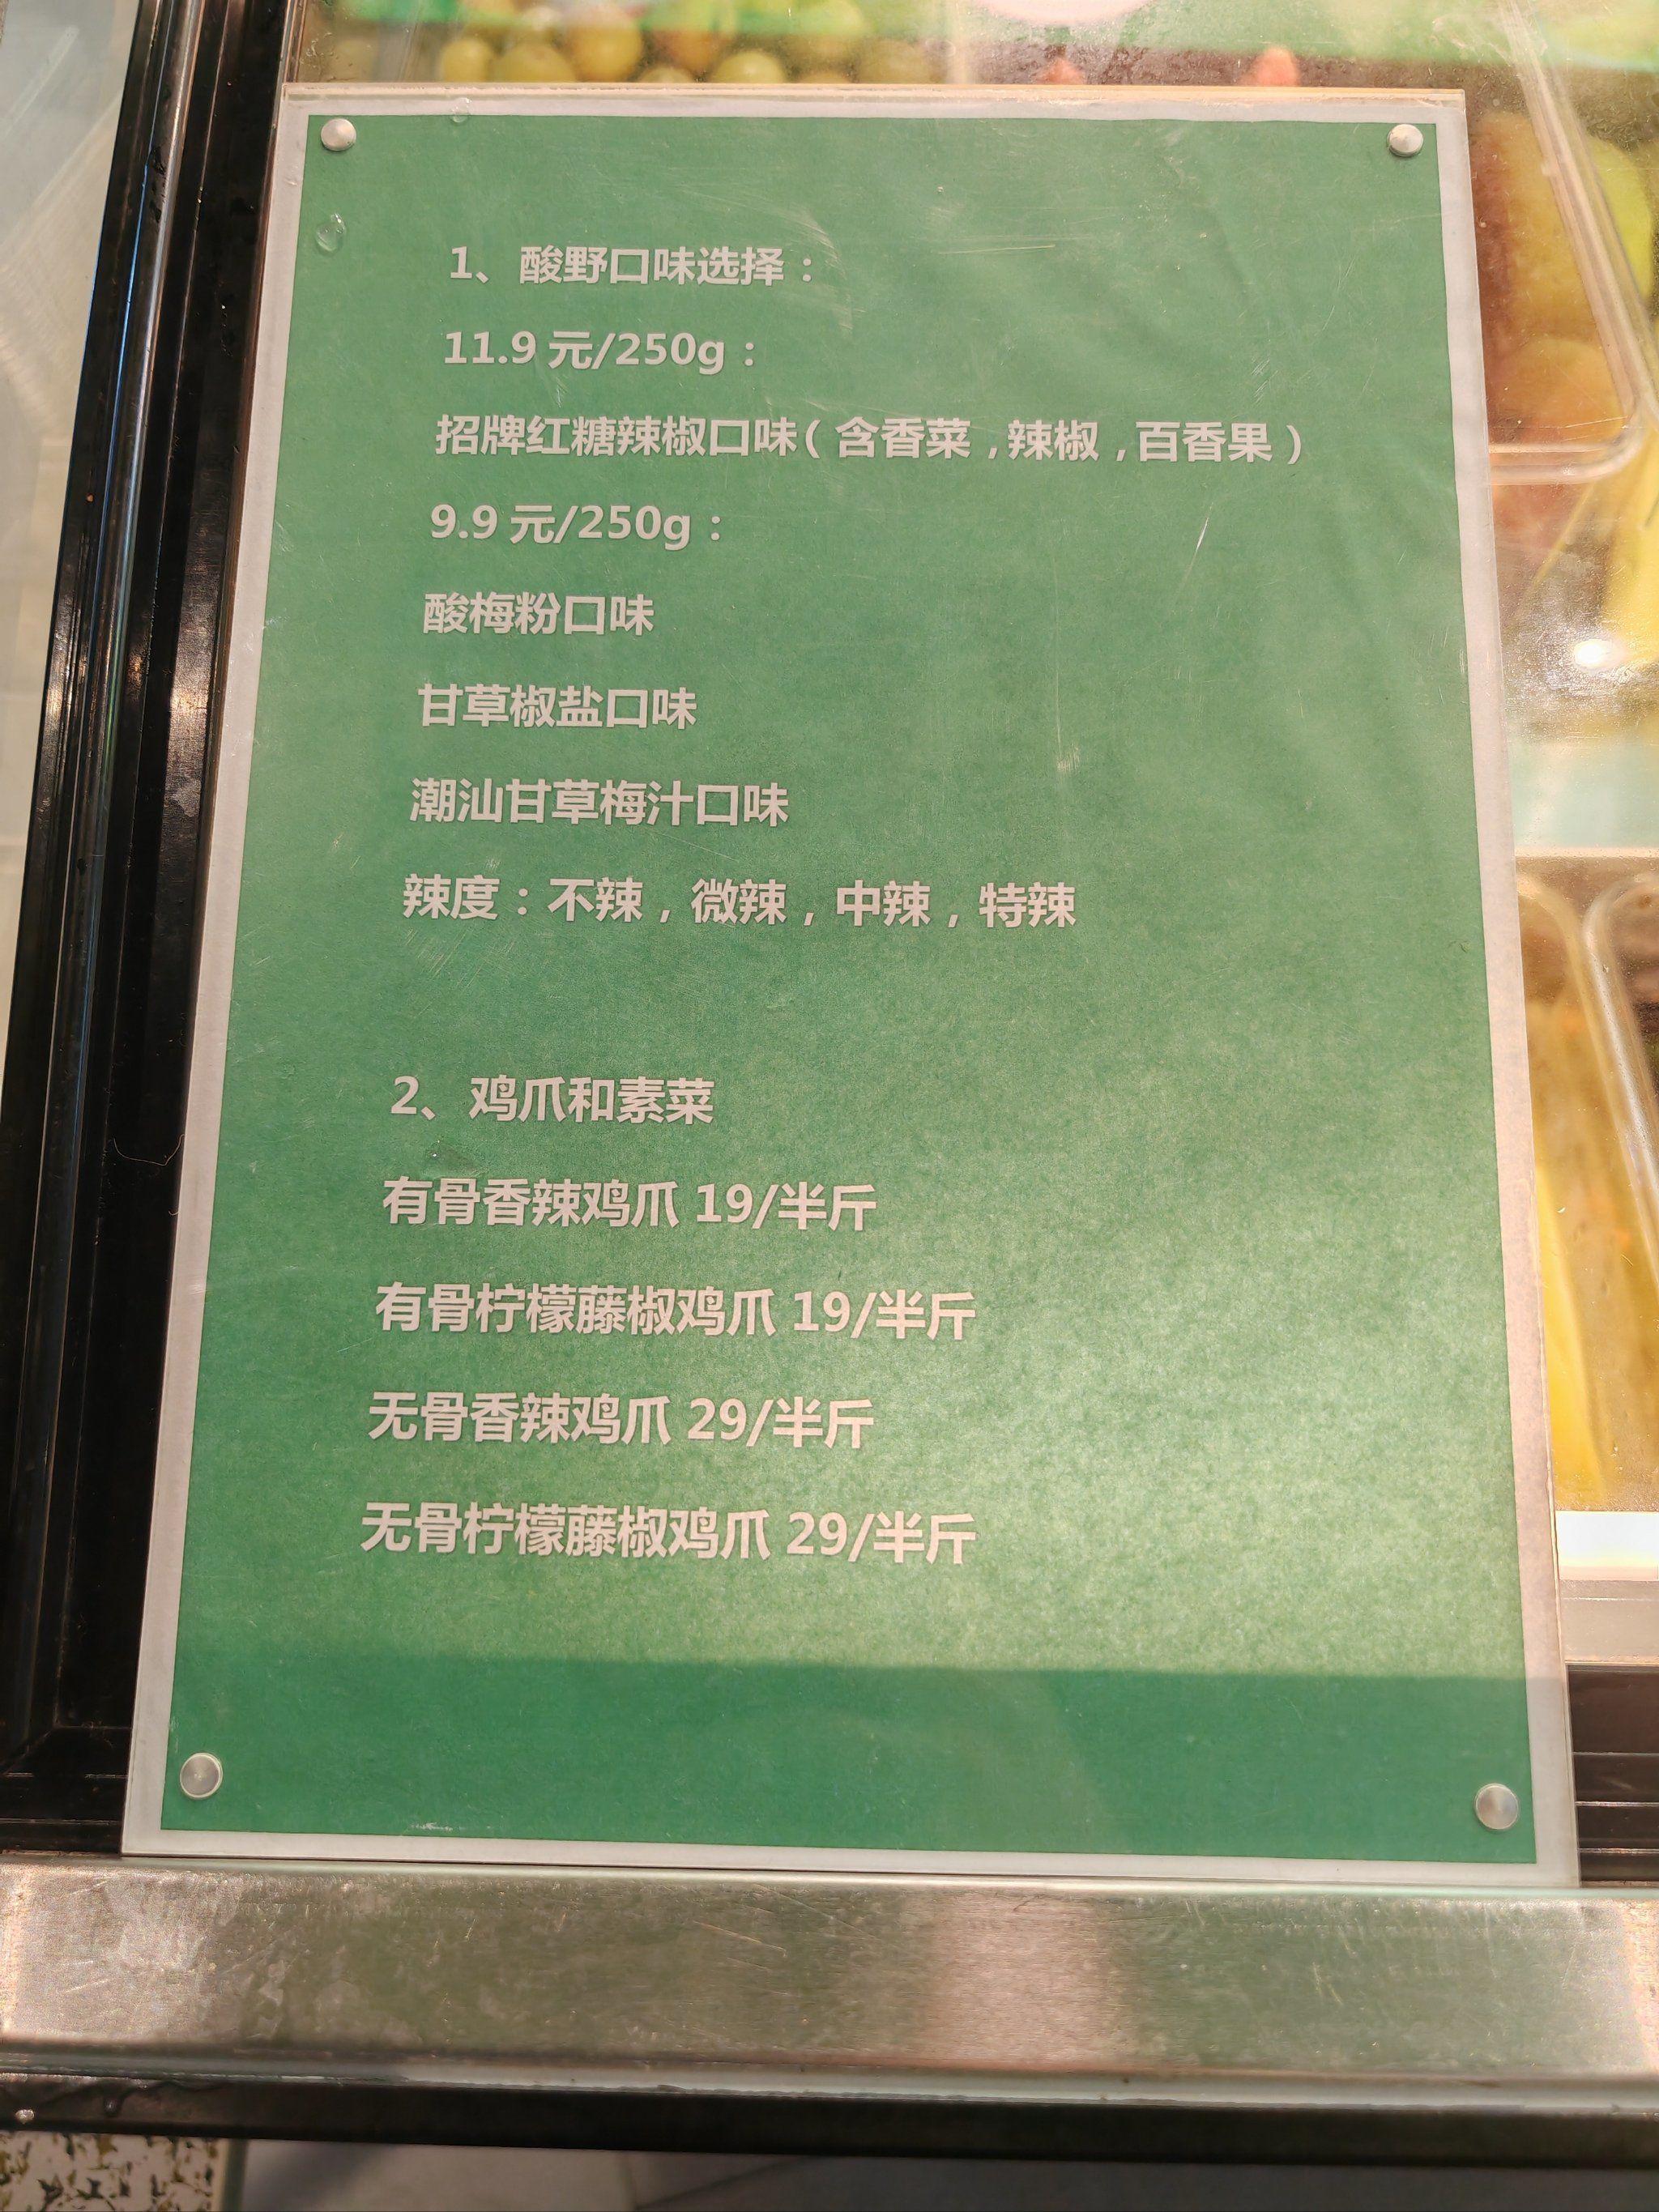 1、酸野口味选择：
11.9 元/250g：
招牌红糖辣椒口味（含香菜，辣椒，百香果）
9.9 元/250g：
酸梅粉口味
甘草椒盐口味
潮汕甘草梅汁口味
辣度：不辣，微辣，中辣，特辣
2、鸡爪和素菜
有骨香辣鸡爪 19/半斤
有骨柠檬藤椒鸡爪 19/半斤
无骨香辣鸡爪 29/半斤
无骨柠檬藤椒鸡爪 29/半斤